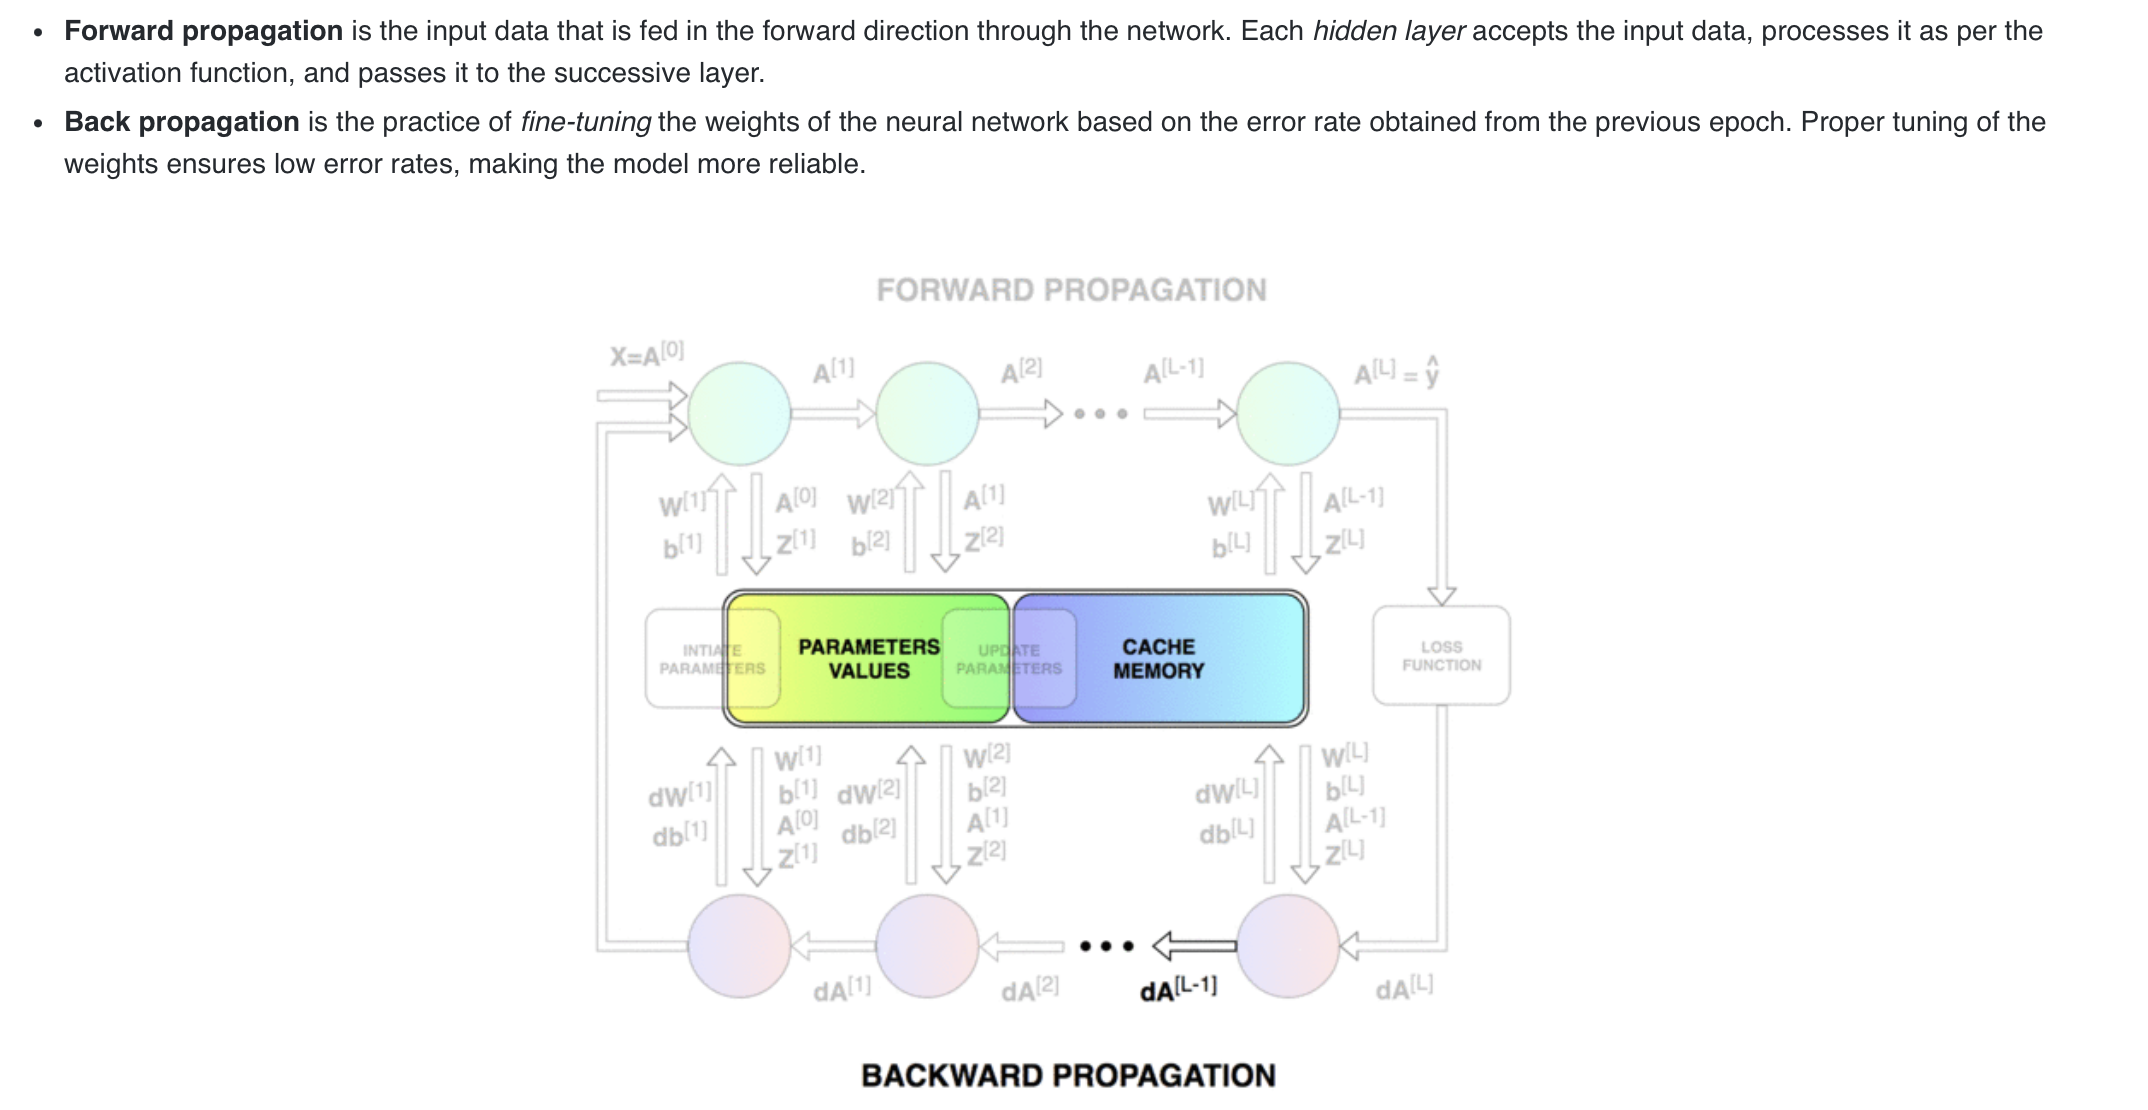 Forward propagation is the input data that is fed in the forward direction through the network. Each hidden layer accepts the input data, processes it as per the
activation function, and passes it to the successive layer.
Back propagation is the practice of fine-tuning the weights of the neural network based on the error rate obtained from the previous epoch. Proper tuning of the
weights ensures low error rates, making the model more reliable.
FORWARD PROPAGATION
X=A[0]
A[1]
A[2]
A[L-1]
A[L] = ŷ
W[1]
b[1]
A[0]
Z[1]
W[2]
b[2]
A[1]
Z[2]
W[L]
b[L]
A[L-1]
Z[L]
INTIATE
PARAMETERS
PARAMETERS
VALUES
UPDATE
PARAMETERS
CACHE
MEMORY
LOSS
FUNCTION
dW[1]
db[1]
W[1]
b[1]
A[0]
Z[1]
dW[2]
db[2]
W[2]
b[2]
A[1]
Z[2]
dW[L]
db[L]
W[L]
b[L]
A[L-1]
Z[L]
dA[1]
dA[2]
dA[L-1]
dA[L]
BACKWARD PROPAGATION